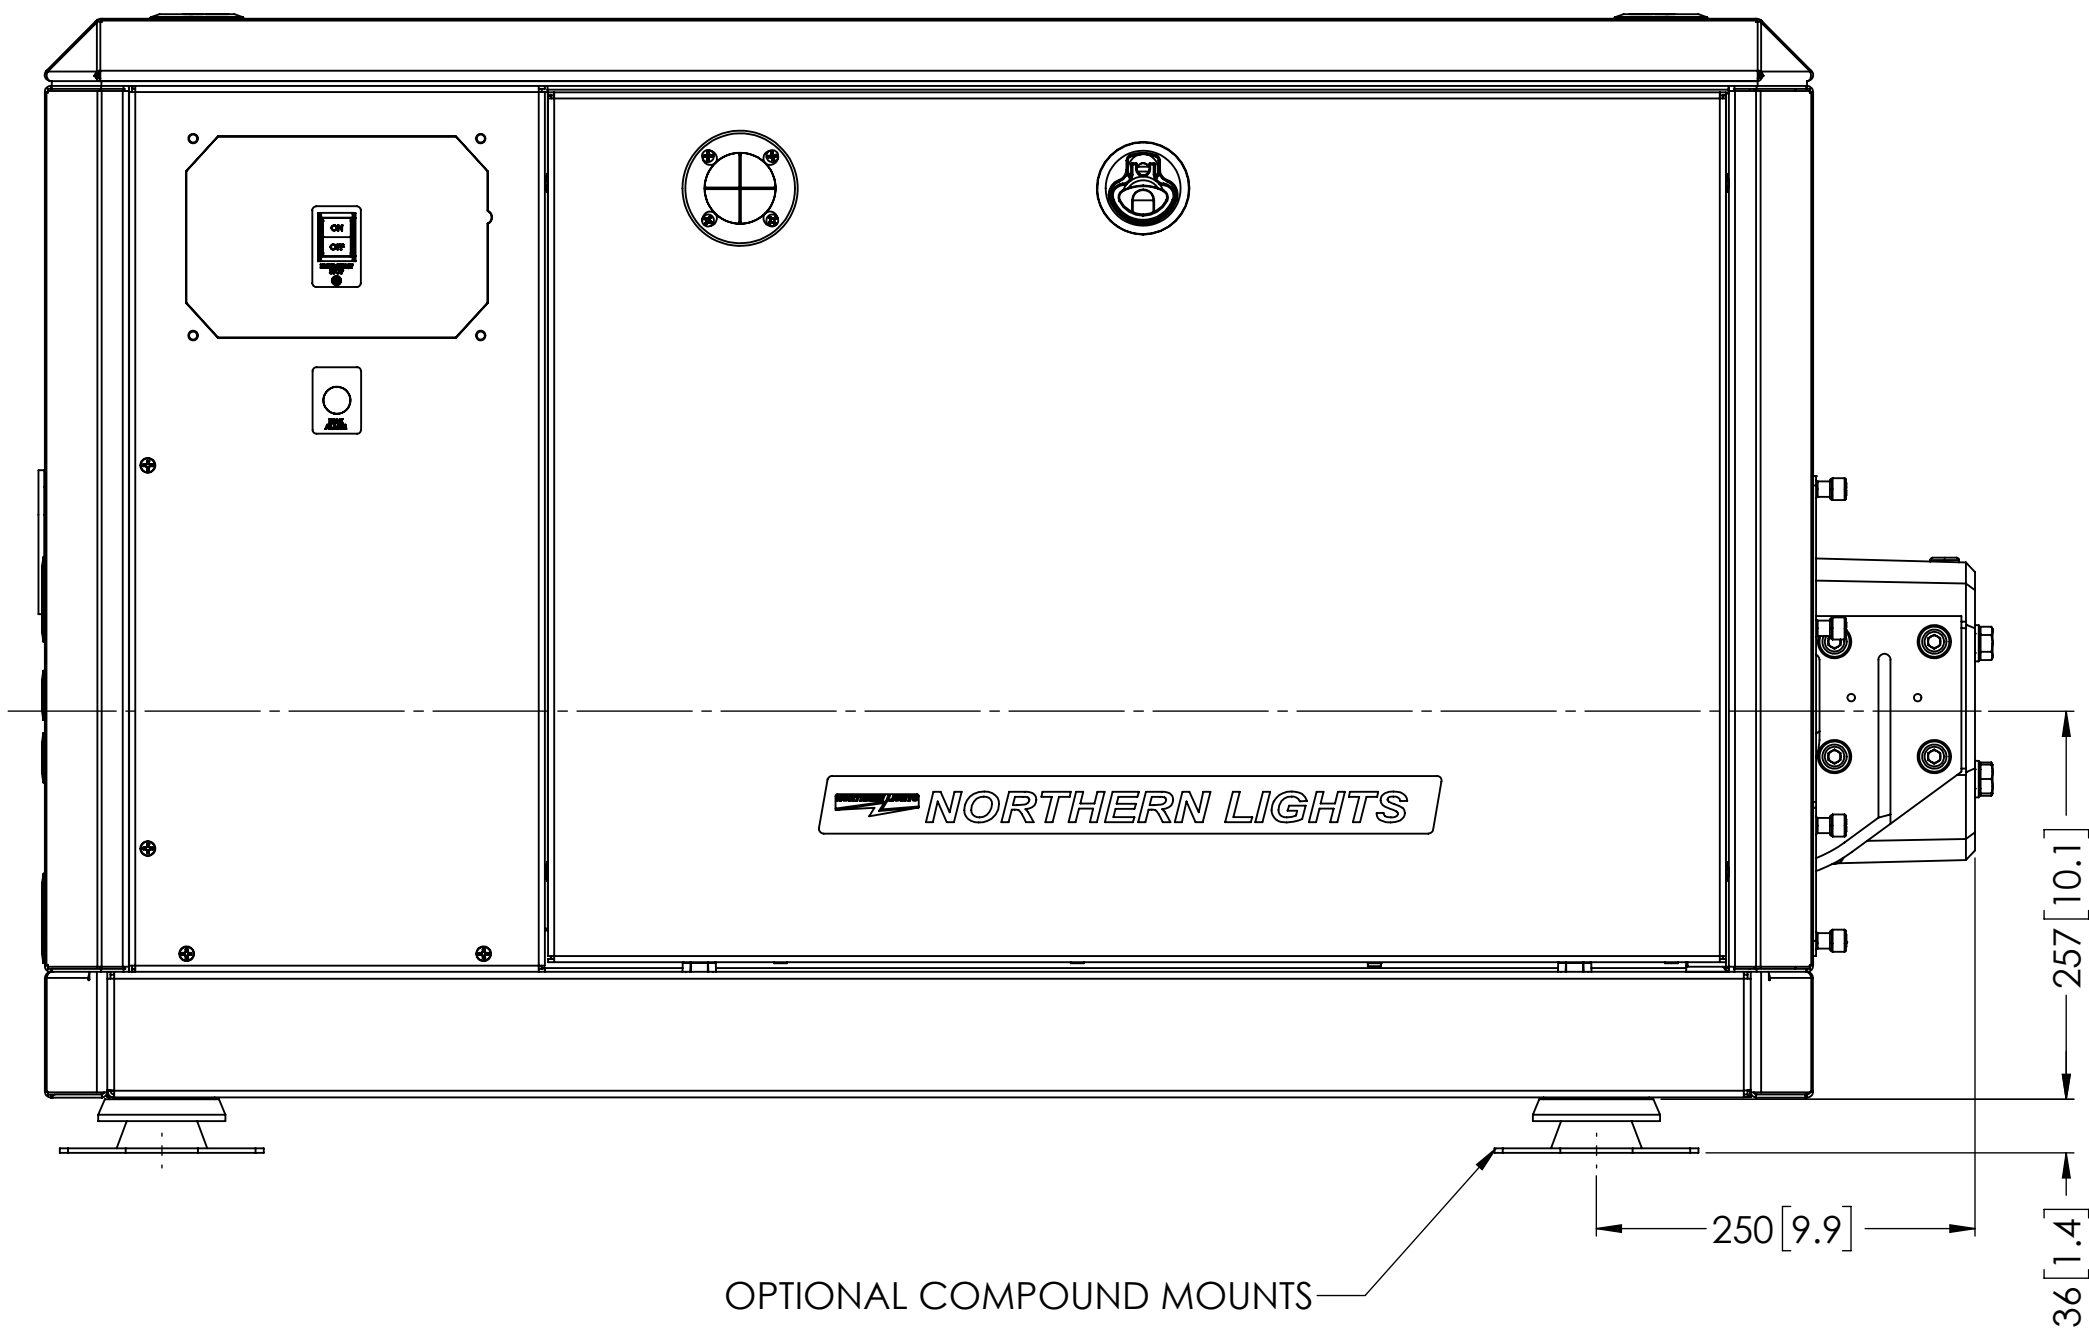 ON
OFF
NORTHERN LIGHTS
257 [10.1]
250 [9.9]
36 [1.4]
OPTIONAL COMPOUND MOUNTS